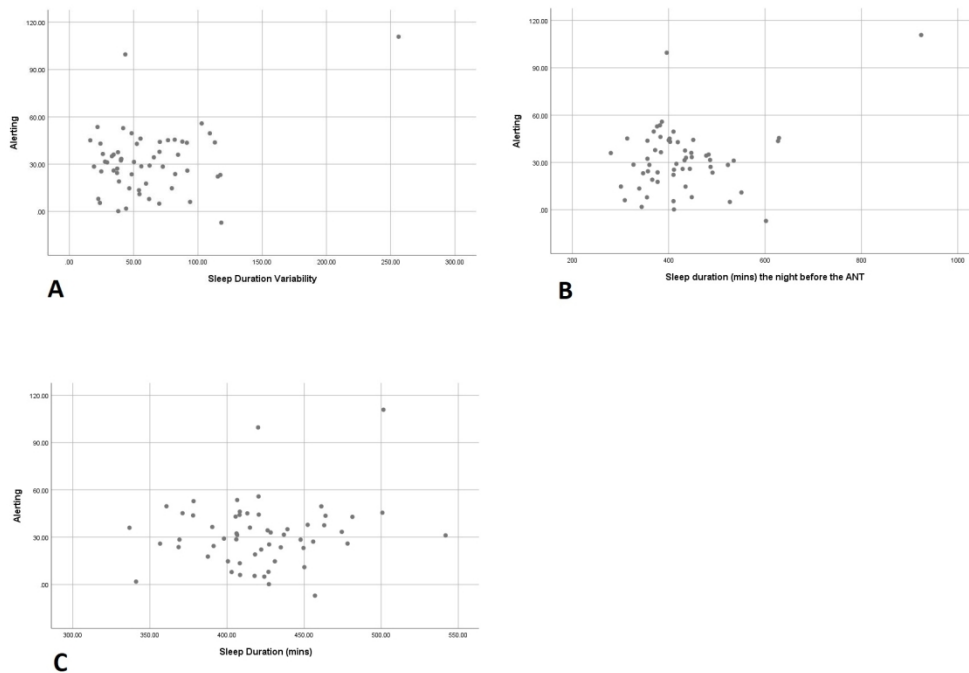 120.00
90.00
60.00
30.00
.00
Alerting
.00 50.00 100.00 150.00 200.00 250.00 300.00
Sleep Duration Variability
A
120.00
90.00
60.00
30.00
.00
Alerting
200 400 600 800 1000
Sleep duration (mins) the night before the ANT
B
120.00
90.00
60.00
30.00
.00
Alerting
300.00 350.00 400.00 450.00 500.00 550.00
Sleep Duration (mins)
C